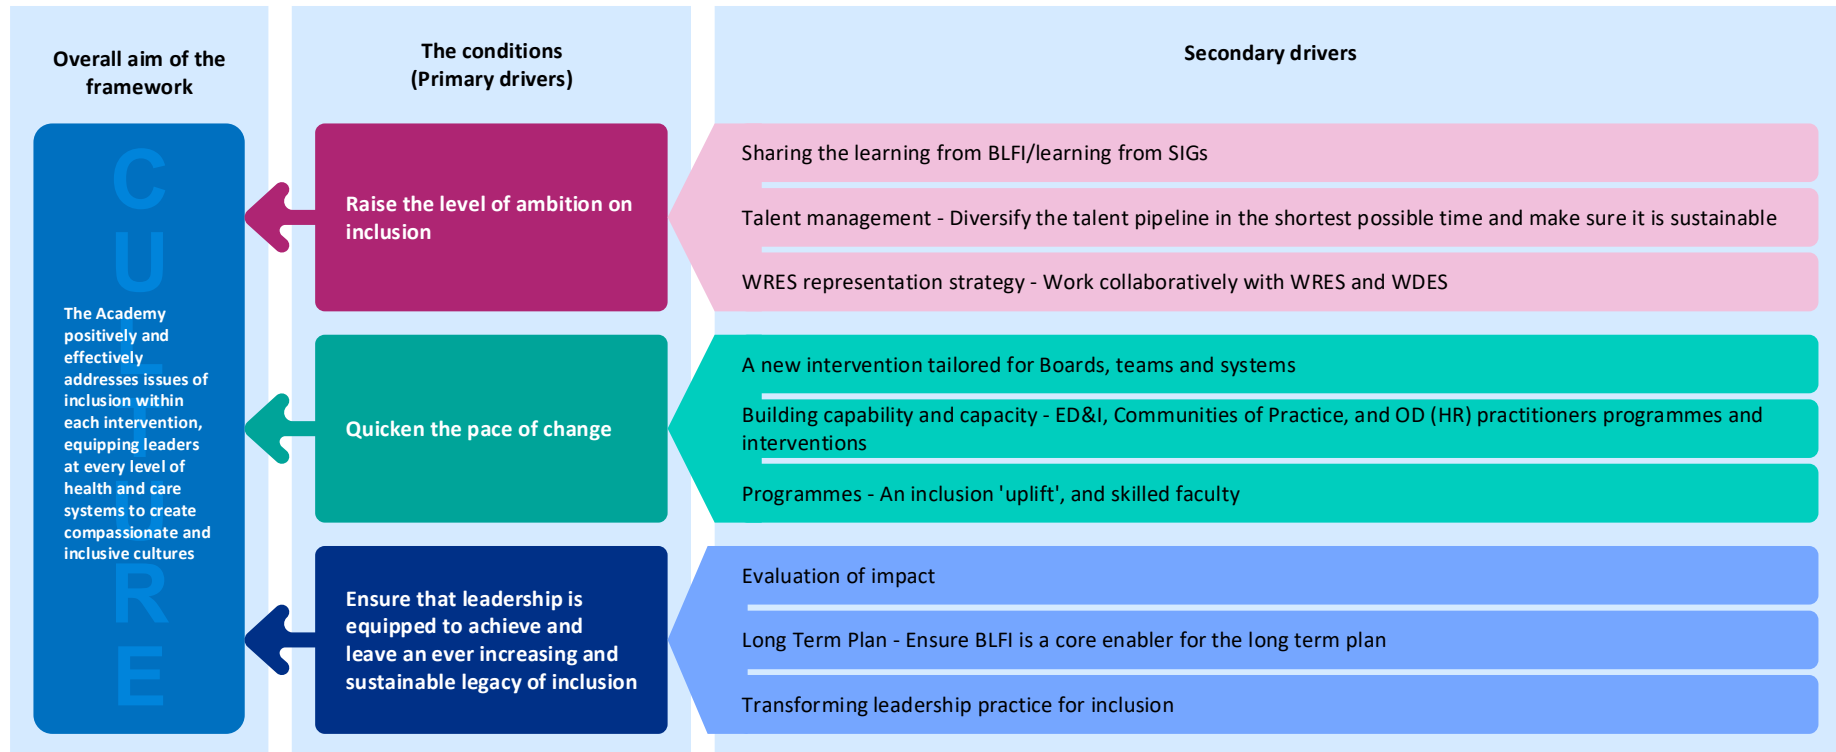 Overall aim of the
framework
The conditions
(Primary drivers)
Secondary drivers
CULTURE
The Academy
positively and
effectively
addresses issues of
inclusion within
each intervention,
equipping leaders
at every level of
health and care
systems to create
compassionate and
inclusive cultures
Raise the level of ambition on
inclusion
Sharing the learning from BLFI/learning from SIGs
Talent management - Diversify the talent pipeline in the shortest possible time and make sure it is sustainable
WRES representation strategy - Work collaboratively with WRES and WDES
Quicken the pace of change
A new intervention tailored for Boards, teams and systems
Building capability and capacity - ED&I, Communities of Practice, and OD (HR) practitioners programmes and
interventions
Programmes - An inclusion 'uplift', and skilled faculty
Ensure that leadership is
equipped to achieve and
leave an ever increasing and
sustainable legacy of inclusion
Evaluation of impact
Long Term Plan - Ensure BLFI is a core enabler for the long term plan
Transforming leadership practice for inclusion